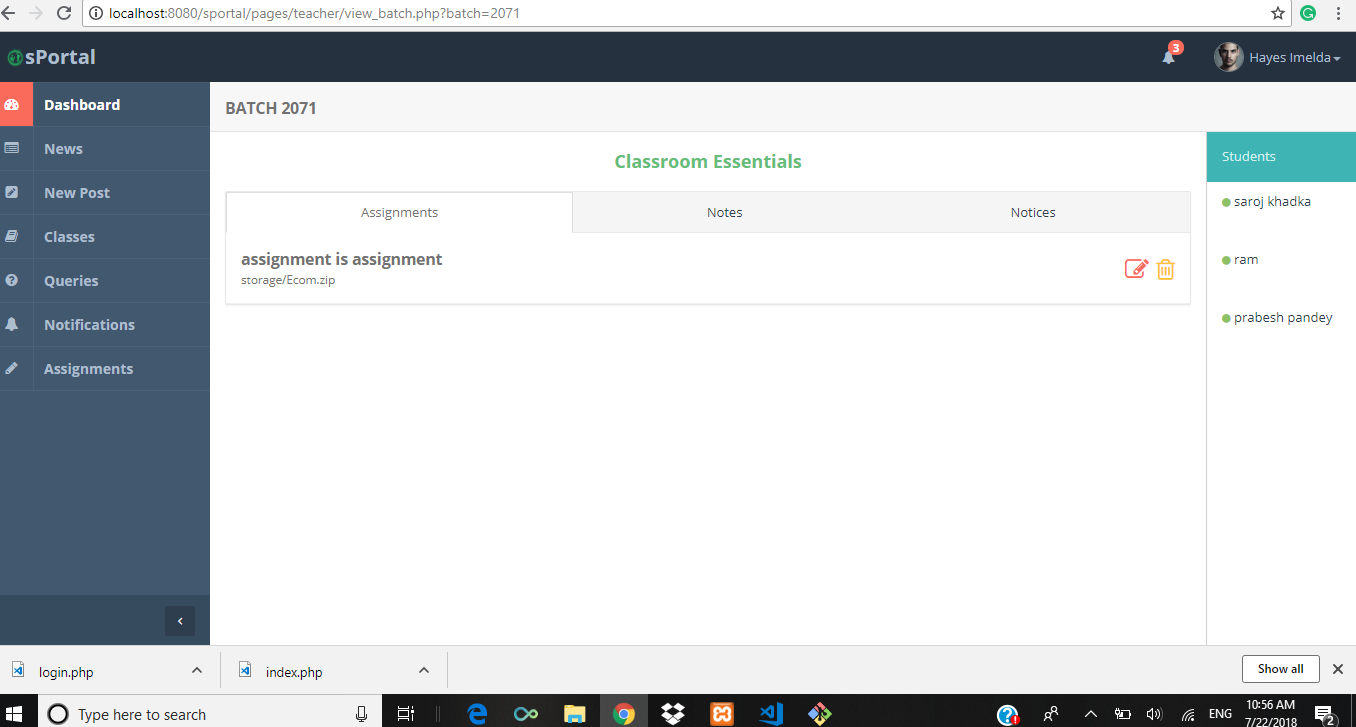 localhost:8080/sportal/pages/teacher/view_batch.php?batch=2071
sPortal
3
Hayes Imelda
Dashboard
News
New Post
Classes
Queries
Notifications
Assignments
BATCH 2071
Classroom Essentials
Assignments
Notes
Notices
assignment is assignment
storage/Ecom.zip
Students
saroj khadka
ram
prabesh pandey
login.php
index.php
Show all
Type here to search
ENG
10:56 AM
7/22/2018
2